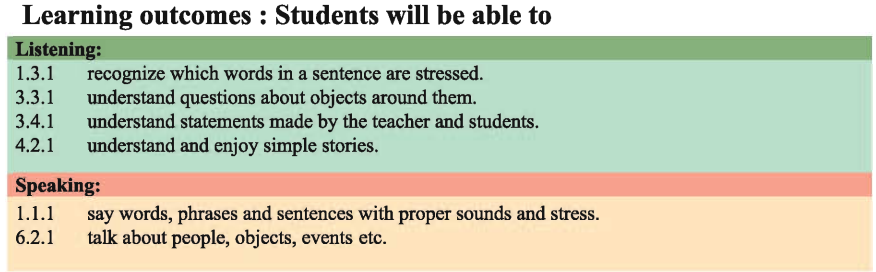 Learning outcomes : Students will be able to
Listening:
1.3.1 recognize which words in a sentence are stressed.
3.3.1 understand questions about objects around them.
3.4.1 understand statements made by the teacher and students.
4.2.1 understand and enjoy simple stories.
Speaking:
1.1.1 say words, phrases and sentences with proper sounds and stress.
6.2.1 talk about people, objects, events etc.